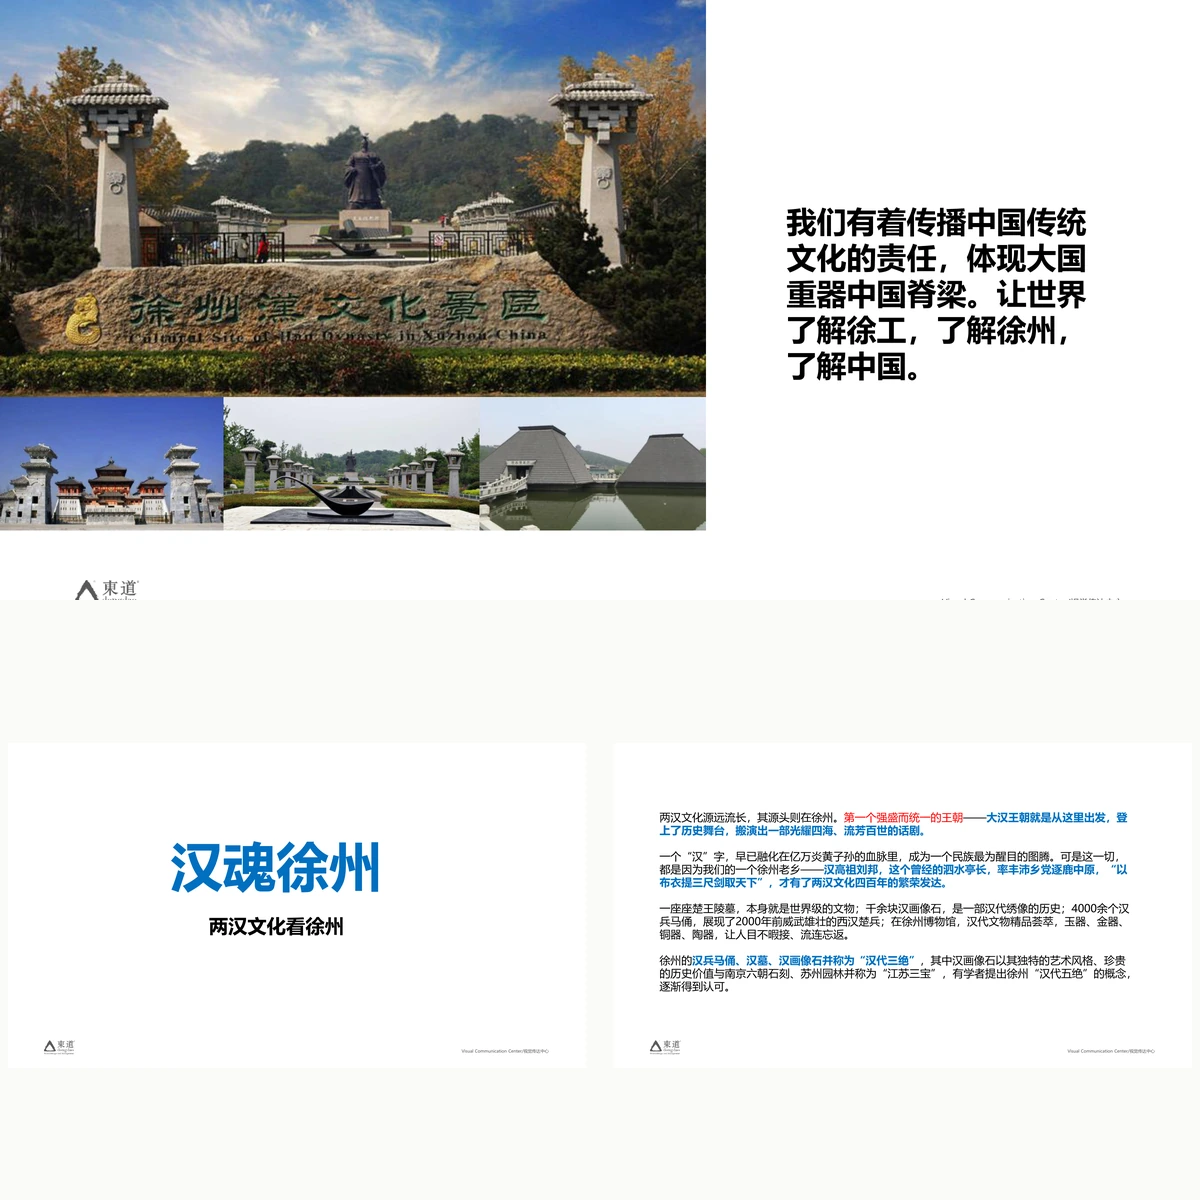 我们有着传播中国传统
文化的责任，体现大国
重器中国脊梁。让世界
了解徐工，了解徐州，
了解中国。
徐州漢文化景區
Cultural Site of Han Dynasty in Xuzhou China
東道
汉魂徐州
两汉文化看徐州
東道
Visual Communication Center/视觉传达中心
两汉文化源远流长，其源头则在徐州。第一个强盛而统一的王朝——大汉王朝就是从这里出发，登
上了历史舞台，搬演出一部光耀四海、流芳百世的话剧。
一个“汉”字，早已融化在亿万炎黄子孙的血脉里，成为一个民族最为醒目的图腾。可是这一切，
都是因为我们的一个徐州老乡——汉高祖刘邦，这个曾经的泗水亭长，率丰沛乡党逐鹿中原，“以
布衣提三尺剑取天下”，才有了两汉文化四百年的繁荣发达。
一座座楚王陵墓，本身就是世界级的文物；千余块汉画像石，是一部汉代绣像的历史；4000余个汉
兵马俑，展现了2000年前威武雄壮的西汉楚兵；在徐州博物馆，汉代文物精品荟萃，玉器、金器、
铜器、陶器，让人目不暇接、流连忘返。
徐州的汉兵马俑、汉墓、汉画像石并称为“汉代三绝”，其中汉画像石以其独特的艺术风格、珍贵
的历史价值与南京六朝石刻、苏州园林并称为“江苏三宝”，有学者提出徐州“汉代五绝”的概念，
逐渐得到认可。
東道
Visual Communication Center/视觉传达中心